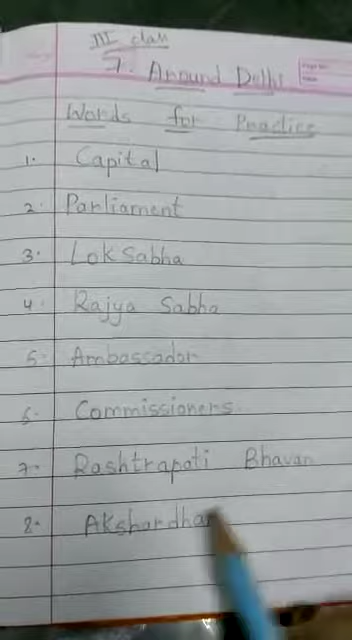 III class
7. Around Delhi
Words for Practice
1. Capital
2. Parliament
3. Lok Sabha
4. Rajya Sabha
5. Ambassador
6. Commissioners.
7. Rashtrapati Bhavan
8. Akshardha